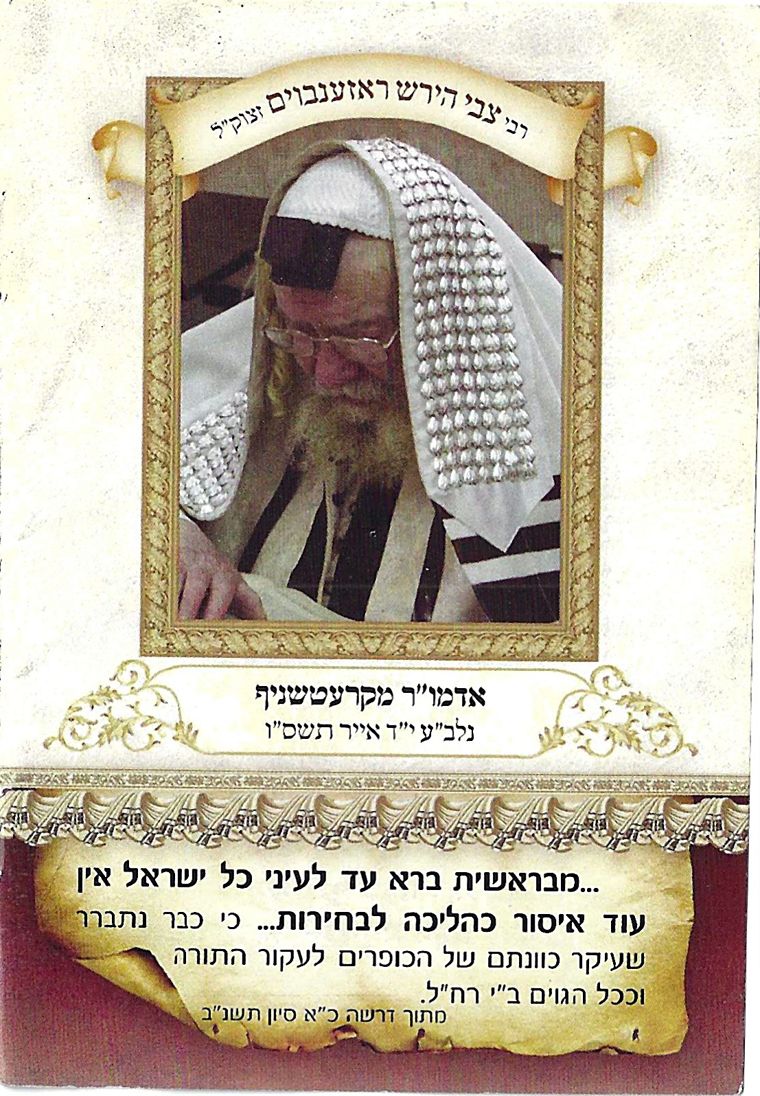 רבי צבי הירש ראזענבוים זצוק"ל
אדמו"ר מקרעטשניף
נלב"ע י"ד אייר תשס"ו
...מבראשית ברא עד לעיני כל ישראל אין
עוד איסור כהליכה לבחירות... כי כבר נתברר
שעיקר כוונתם של הכופרים לעקור התורה
וככל הגוים ב"י רח"ל.
מתוך דרשה כ"א סיון תשנ"ב